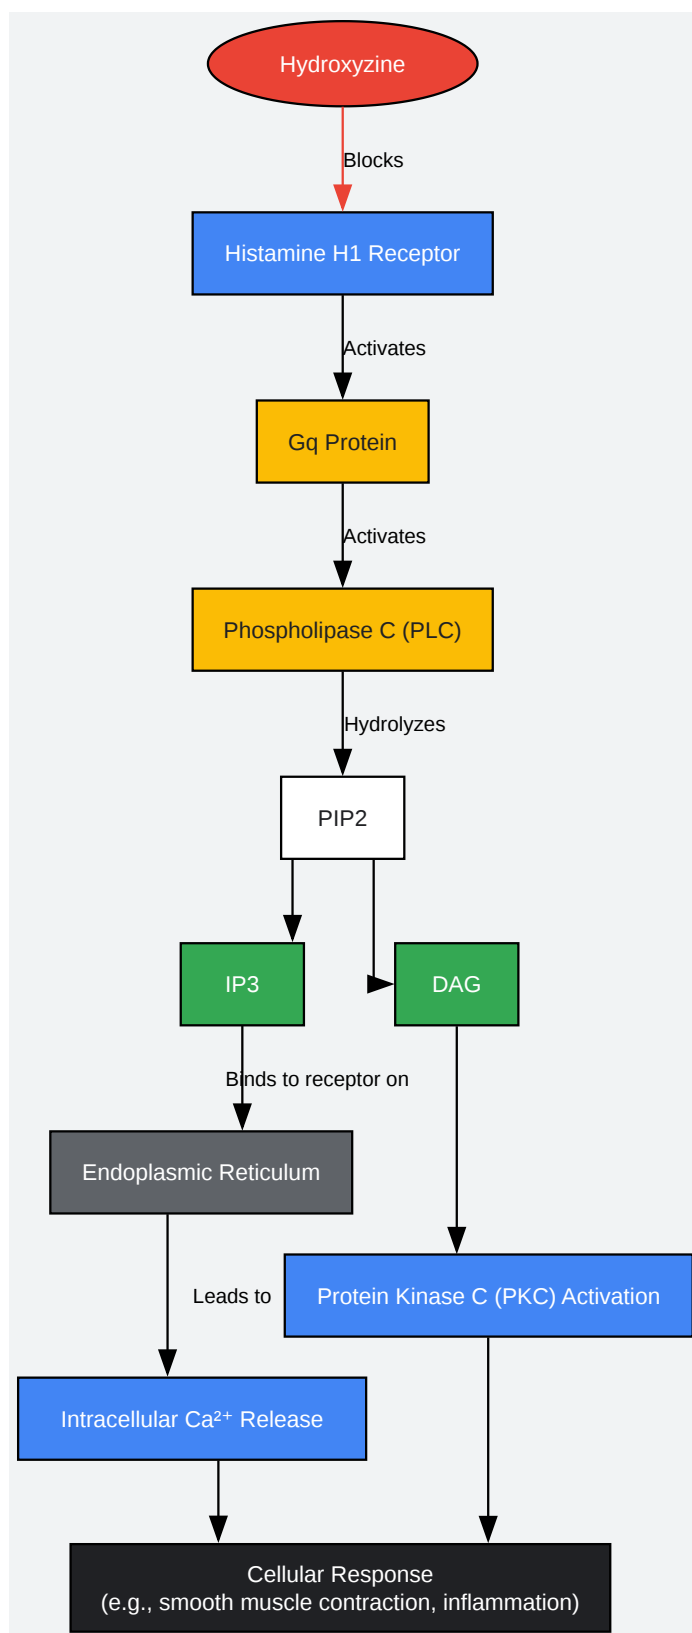 Hydroxyzine
Blocks
Histamine H1 Receptor
Activates
Gq Protein
Activates
Phospholipase C (PLC)
Hydrolyzes
PIP2
IP3
DAG
Binds to receptor on
Endoplasmic Reticulum
Leads to
Protein Kinase C (PKC) Activation
Intracellular Ca²⁺ Release
Cellular Response
(e.g., smooth muscle contraction, inflammation)